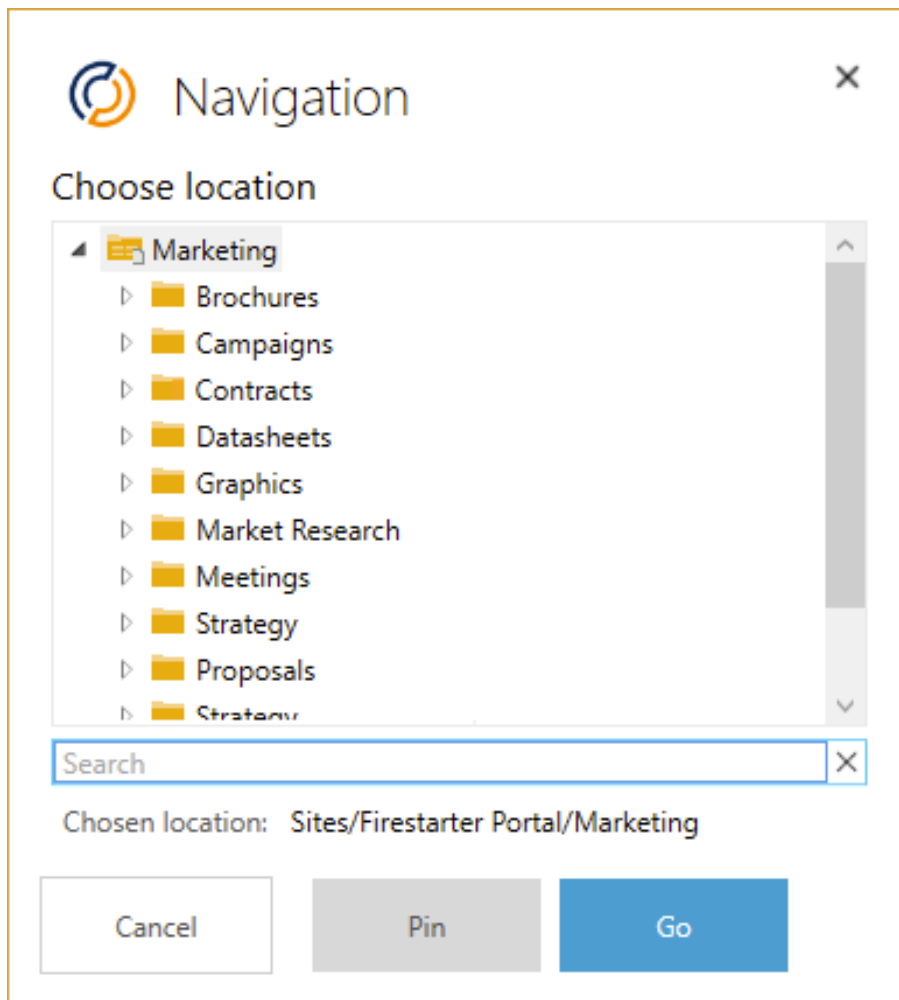 Navigation
Choose location
Marketing
Brochures
Campaigns
Contracts
Datasheets
Graphics
Market Research
Meetings
Strategy
Proposals
Strategy
Search
Chosen location: Sites/Firestarter Portal/Marketing
Cancel Pin Go